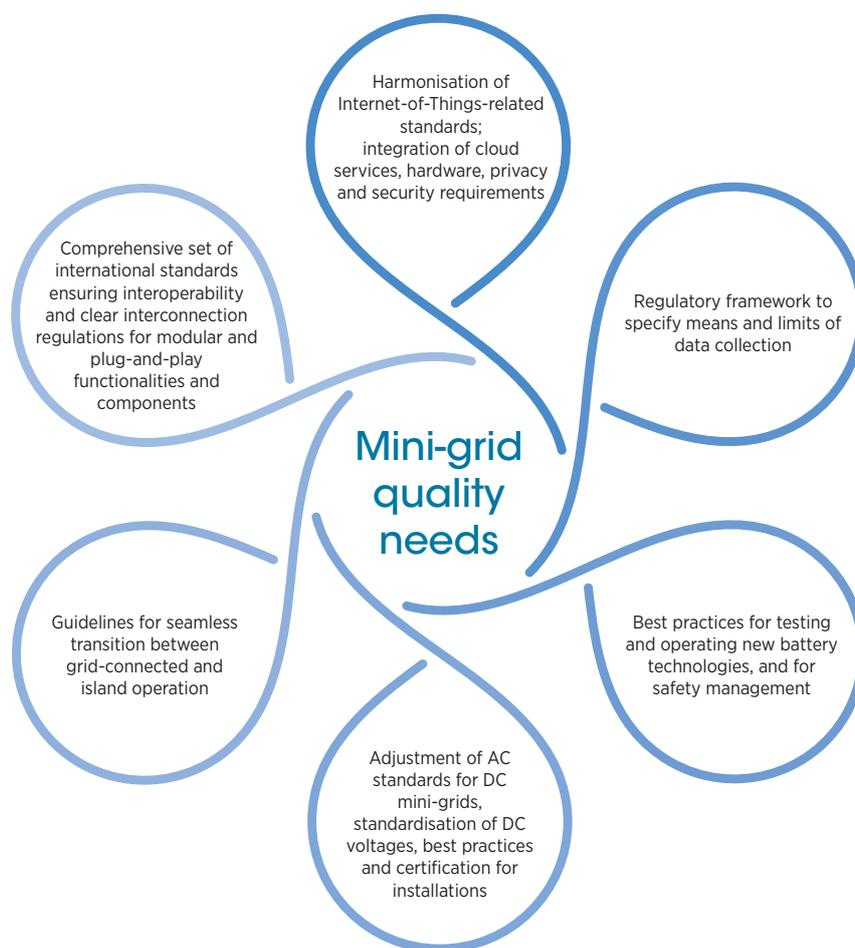 Harmonisation of
Internet-of-Things-related
standards;
integration of cloud
services, hardware, privacy
and security requirements
Comprehensive set of
international standards
ensuring interoperability
and clear interconnection
regulations for modular and
plug-and-play
functionalities and
components
Regulatory framework to
specify means and limits of
data collection
Mini-grid
quality
needs
Guidelines for seamless
transition between
grid-connected and
island operation
Best practices for testing
and operating new battery
technologies, and for
safety management
Adjustment of AC
standards for DC
mini-grids,
standardisation of DC
voltages, best practices
and certification for
installations